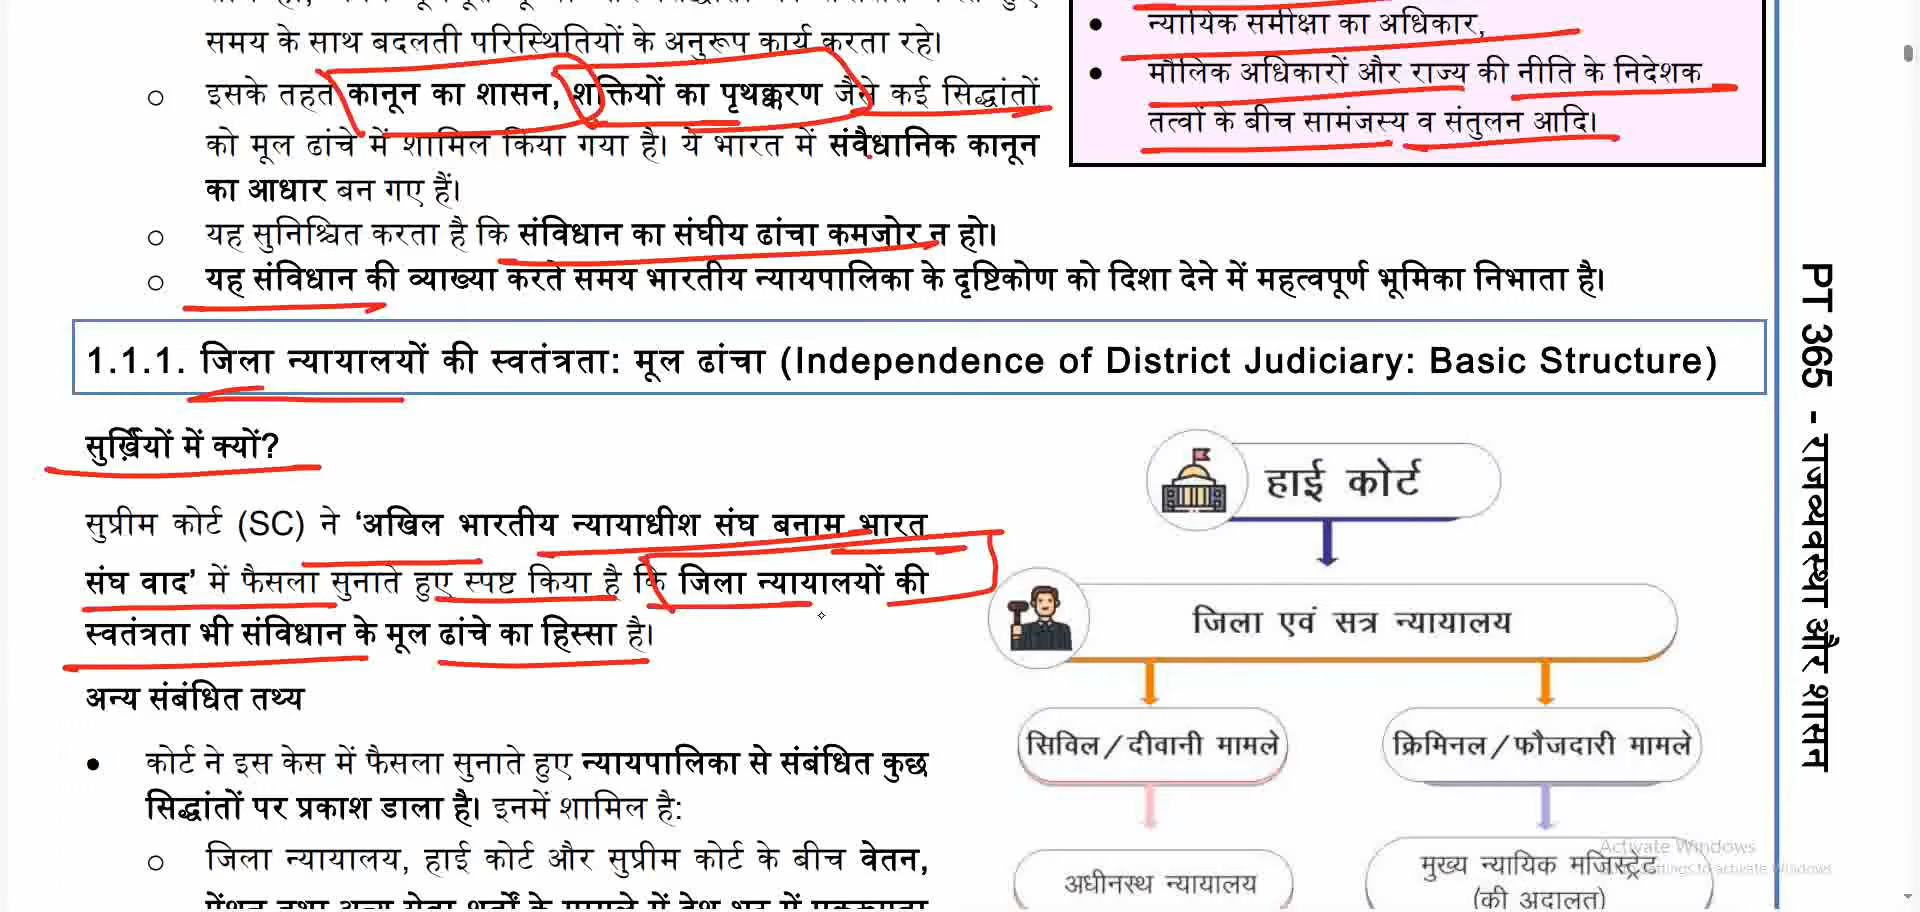 समय के साथ बदलती परिस्थितियों के अनुरूप कार्य करता रहे।
○ इसके तहत कानून का शासन, शक्तियों का पृथक्करण जैसे कई सिद्धांतों
को मूल ढांचे में शामिल किया गया है। ये भारत में संवैधानिक कानून
का आधार बन गए हैं।
○ यह सुनिश्चित करता है कि संविधान का संघीय ढांचा कमजोर न हो।
○ यह संविधान की व्याख्या करते समय भारतीय न्यायपालिका के दृष्टिकोण को दिशा देने में महत्वपूर्ण भूमिका निभाता है।
• न्यायिक समीक्षा का अधिकार,
• मौलिक अधिकारों और राज्य की नीति के निदेशक
तत्वों के बीच सामंजस्य व संतुलन आदि।
1.1.1. जिला न्यायालयों की स्वतंत्रता: मूल ढांचा (Independence of District Judiciary: Basic Structure)
सुर्ख़ियों में क्यों?
सुप्रीम कोर्ट (SC) ने ‘अखिल भारतीय न्यायाधीश संघ बनाम भारत
संघ वाद’ में फैसला सुनाते हुए स्पष्ट किया है कि जिला न्यायालयों की
स्वतंत्रता भी संविधान के मूल ढांचे का हिस्सा है।
अन्य संबंधित तथ्य
• कोर्ट ने इस केस में फैसला सुनाते हुए न्यायपालिका से संबंधित कुछ
सिद्धांतों पर प्रकाश डाला है। इनमें शामिल है:
○ जिला न्यायालय, हाई कोर्ट और सुप्रीम कोर्ट के बीच वेतन,
हाई कोर्ट
जिला एवं सत्र न्यायालय
सिविल/दीवानी मामले
क्रिमिनल/फौजदारी मामले
अधीनस्थ न्यायालय
मुख्य न्यायिक मजिस्ट्रेट
(की अदालत)
PT 365 - राजव्यवस्था और शासन
Activate Windows
Settings to activate Windows